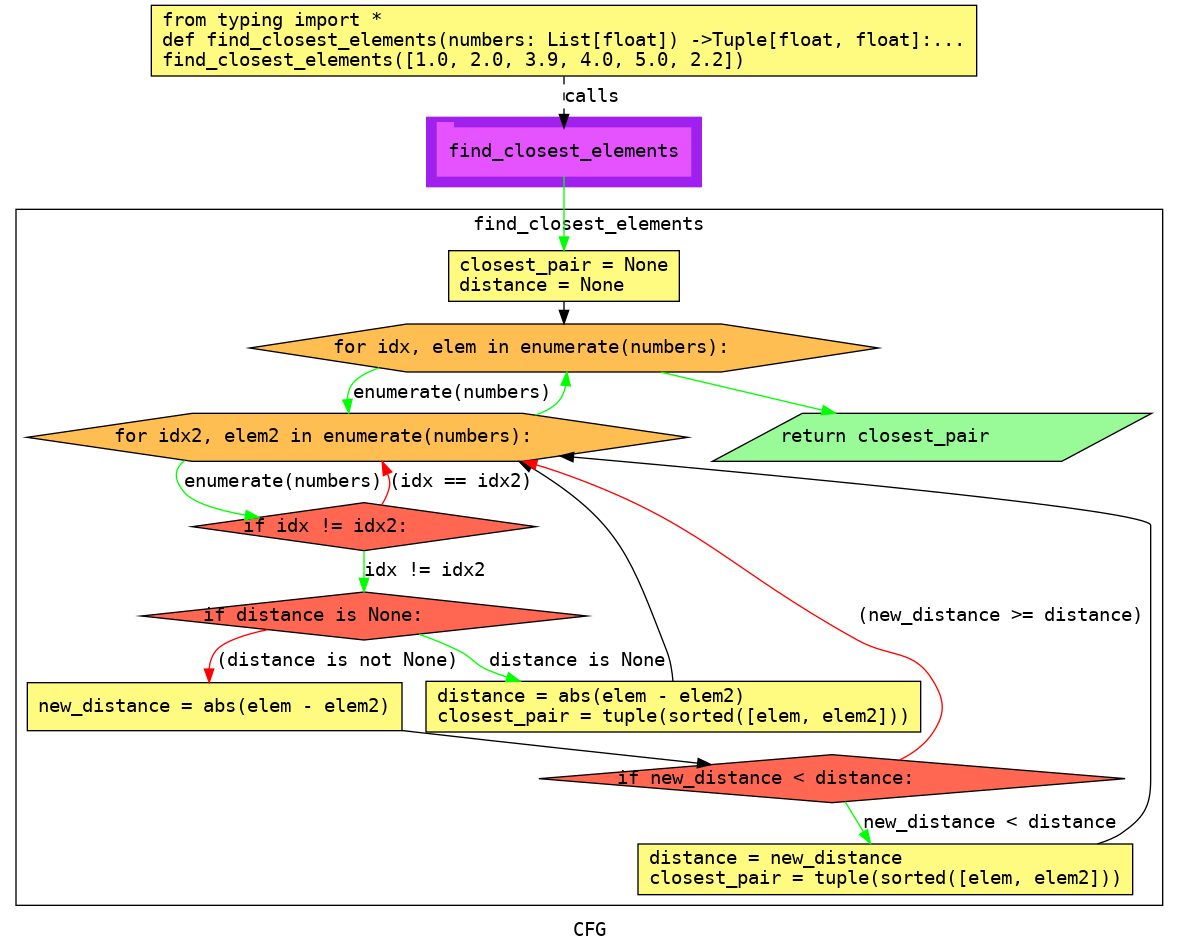 from typing import *
def find_closest_elements(numbers: List[float]) ->Tuple[float, float]:...
find_closest_elements([1.0, 2.0, 3.9, 4.0, 5.0, 2.2])
calls
find_closest_elements
find_closest_elements
closest_pair = None
distance = None
for idx, elem in enumerate(numbers):
enumerate(numbers)
for idx2, elem2 in enumerate(numbers):
return closest_pair
enumerate(numbers)
(idx == idx2)
if idx != idx2:
idx != idx2
if distance is None:
(new_distance >= distance)
(distance is not None)
distance is None
new_distance = abs(elem - elem2)
distance = abs(elem - elem2)
closest_pair = tuple(sorted([elem, elem2]))
if new_distance < distance:
new_distance < distance
distance = new_distance
closest_pair = tuple(sorted([elem, elem2]))
CFG